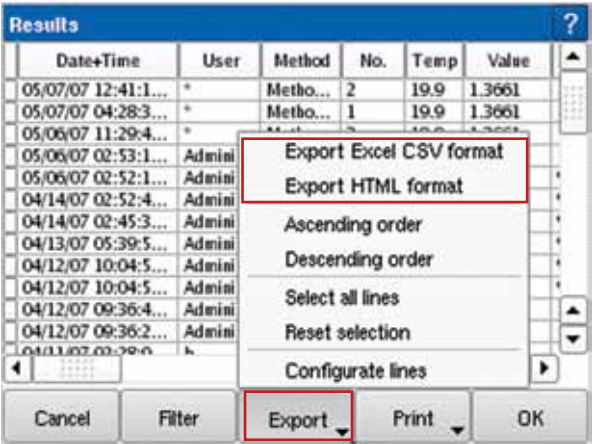 Results ?
Date+Time User Method No. Temp Value
05/07/07 12:41:1... * Metho... 2 19.9 1.3661
05/07/07 04:28:3... * Metho... 1 19.9 1.3661
05/06/07 11:29:4... *
05/06/07 02:53:1... Admini
05/06/07 02:52:1... Admini
04/14/07 02:52:4... Admini
04/14/07 02:45:3... Admini
04/13/07 05:39:5... Admini
04/12/07 10:04:5... Admini
04/12/07 10:04:5... Admini
04/12/07 09:36:4... Admini
04/12/07 09:36:2... Admini
Export Excel CSV format
Export HTML format
Ascending order
Descending order
Select all lines
Reset selection
Configurate lines
Cancel Filter Export Print OK